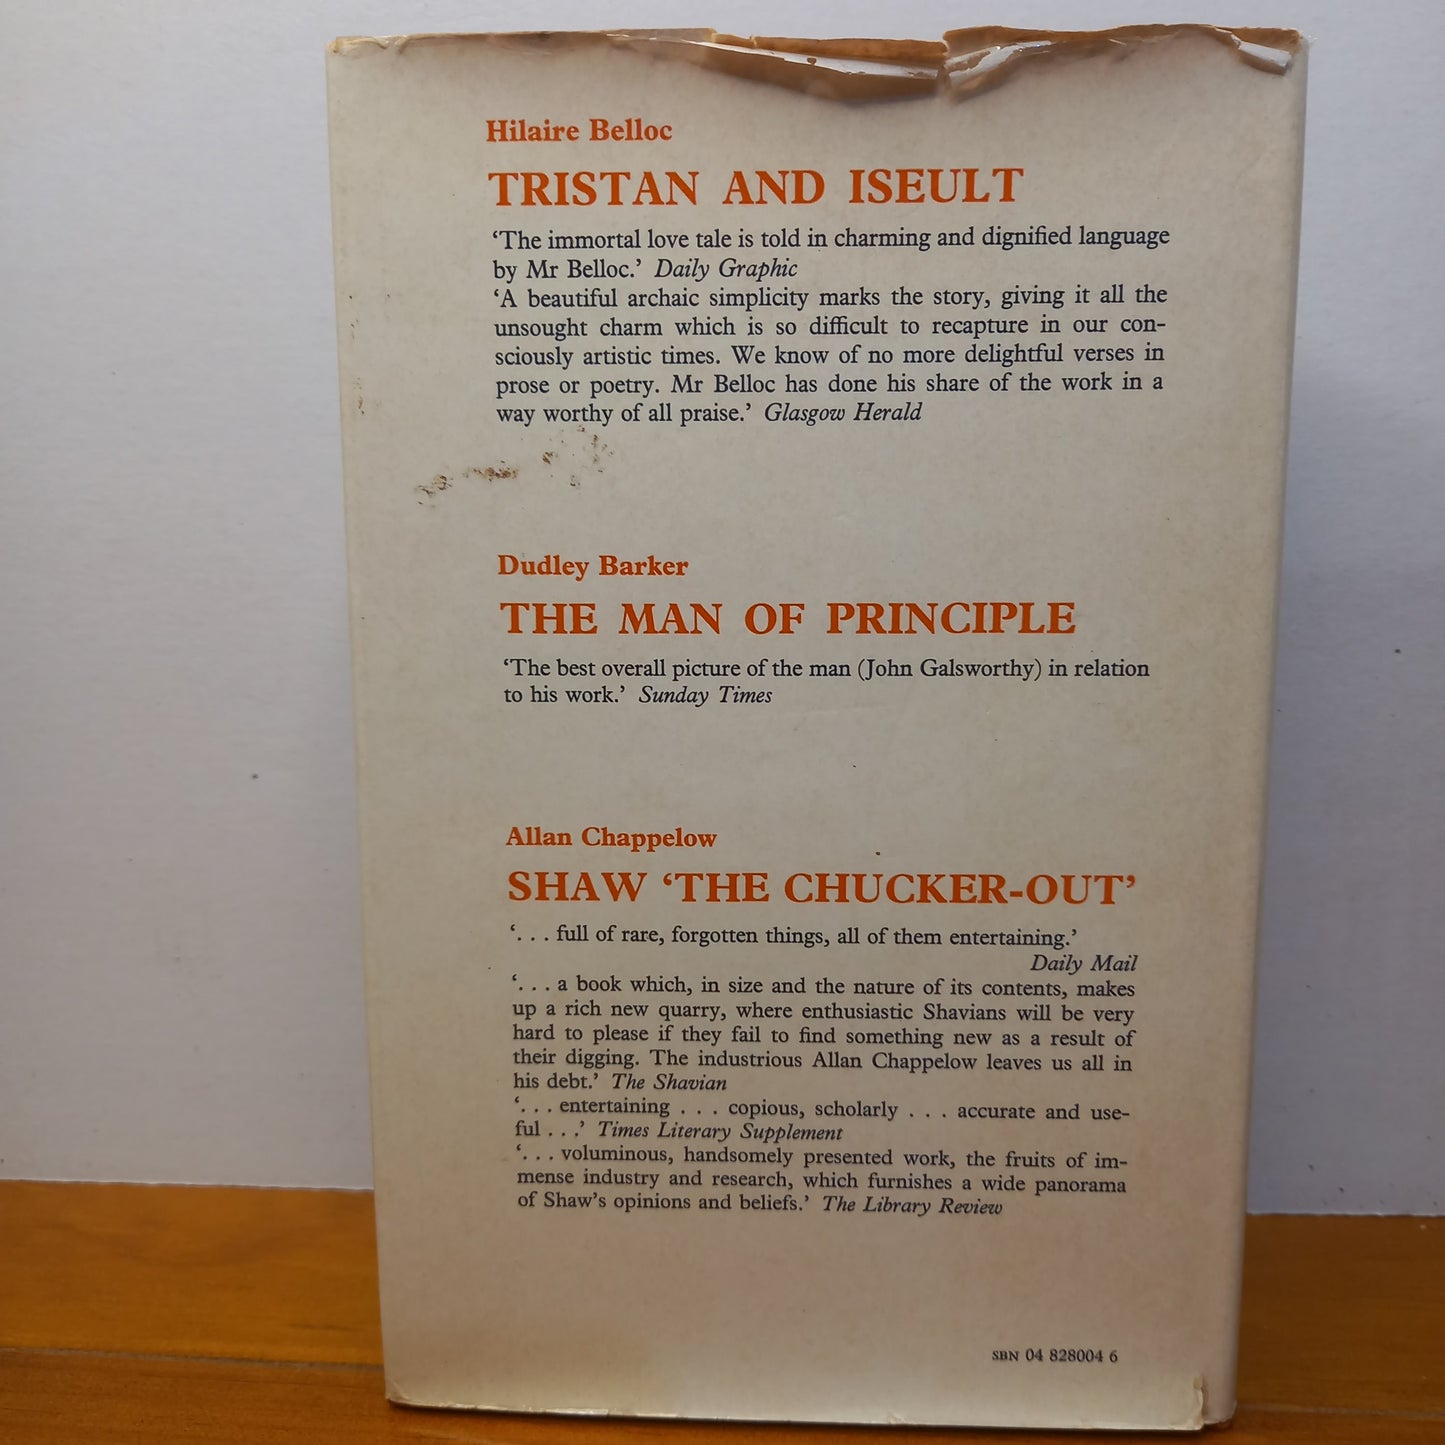 Hilaire Belloc
TRISTAN AND ISEULT
‘The immortal love tale is told in charming and dignified language
by Mr Belloc.’ Daily Graphic
‘A beautiful archaic simplicity marks the story, giving it all the
unsought charm which is so difficult to recapture in our con-
sciously artistic times. We know of no more delightful verses in
prose or poetry. Mr Belloc has done his share of the work in a
way worthy of all praise.’ Glasgow Herald
Dudley Barker
THE MAN OF PRINCIPLE
‘The best overall picture of the man (John Galsworthy) in relation
to his work.’ Sunday Times
Allan Chappelow
SHAW ‘THE CHUCKER-OUT’
‘. . . full of rare, forgotten things, all of them entertaining.’
Daily Mail
‘. . . a book which, in size and the nature of its contents, makes
up a rich new quarry, where enthusiastic Shavians will be very
hard to please if they fail to find something new as a result of
their digging. The industrious Allan Chappelow leaves us all in
his debt.’ The Shavian
‘. . . entertaining . . . copious, scholarly . . . accurate and use-
ful . . .’ Times Literary Supplement
‘. . . voluminous, handsomely presented work, the fruits of im-
mense industry and research, which furnishes a wide panorama
of Shaw’s opinions and beliefs.’ The Library Review
SBN 04 828004 6